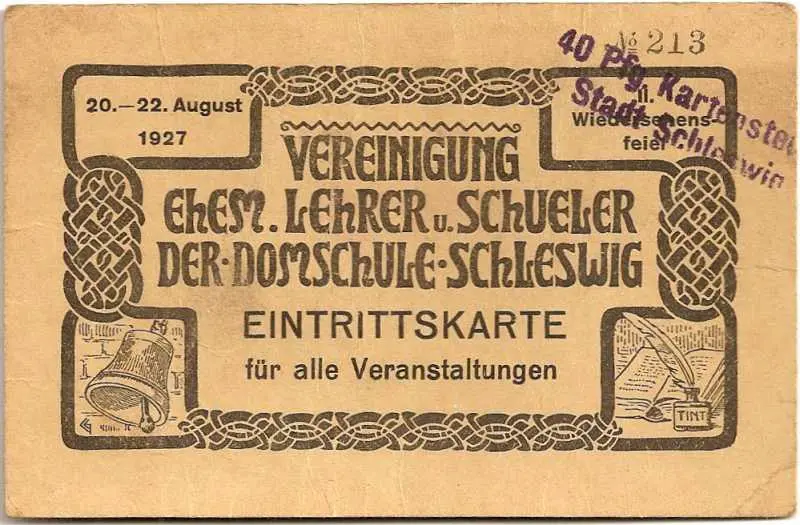 № 213
40 Pfg. Kartensteu
Stadt Schleswig
20.—22. August
1927
II.
Wiedersehens-
feier
VEREINIGUNG
EHEM. LEHRER u. SCHUELER
DER·DOMSCHULE·SCHLESWIG
EINTRITTSKARTE
für alle Veranstaltungen
TINT